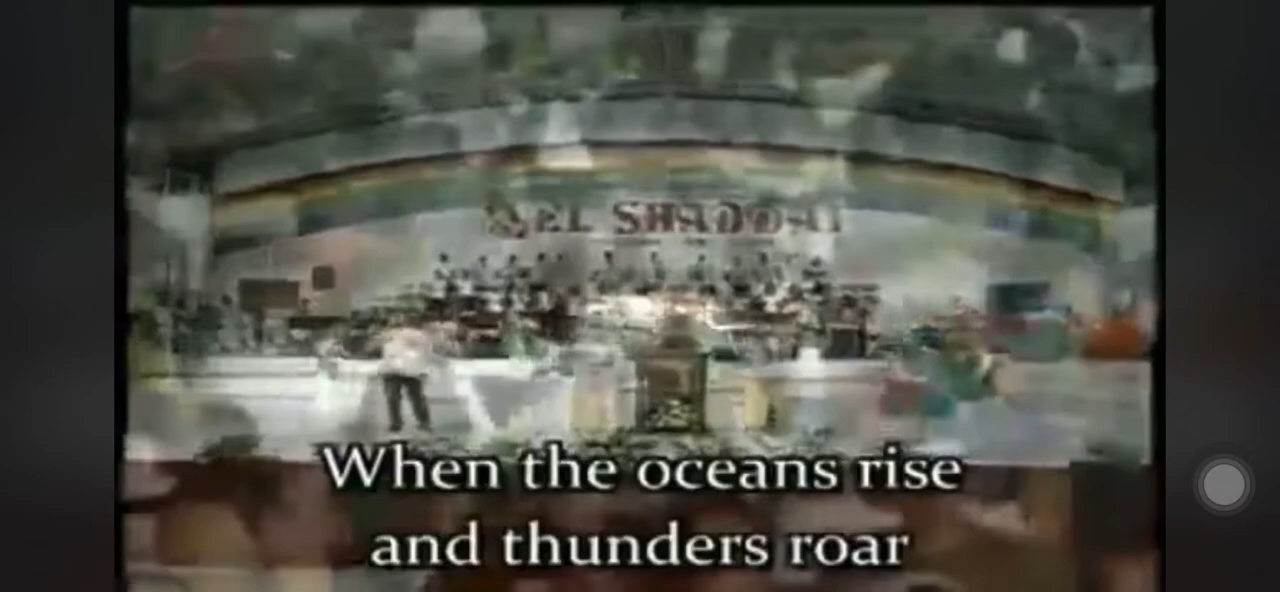 EL SHADDAI
When the oceans rise
and thunders roar